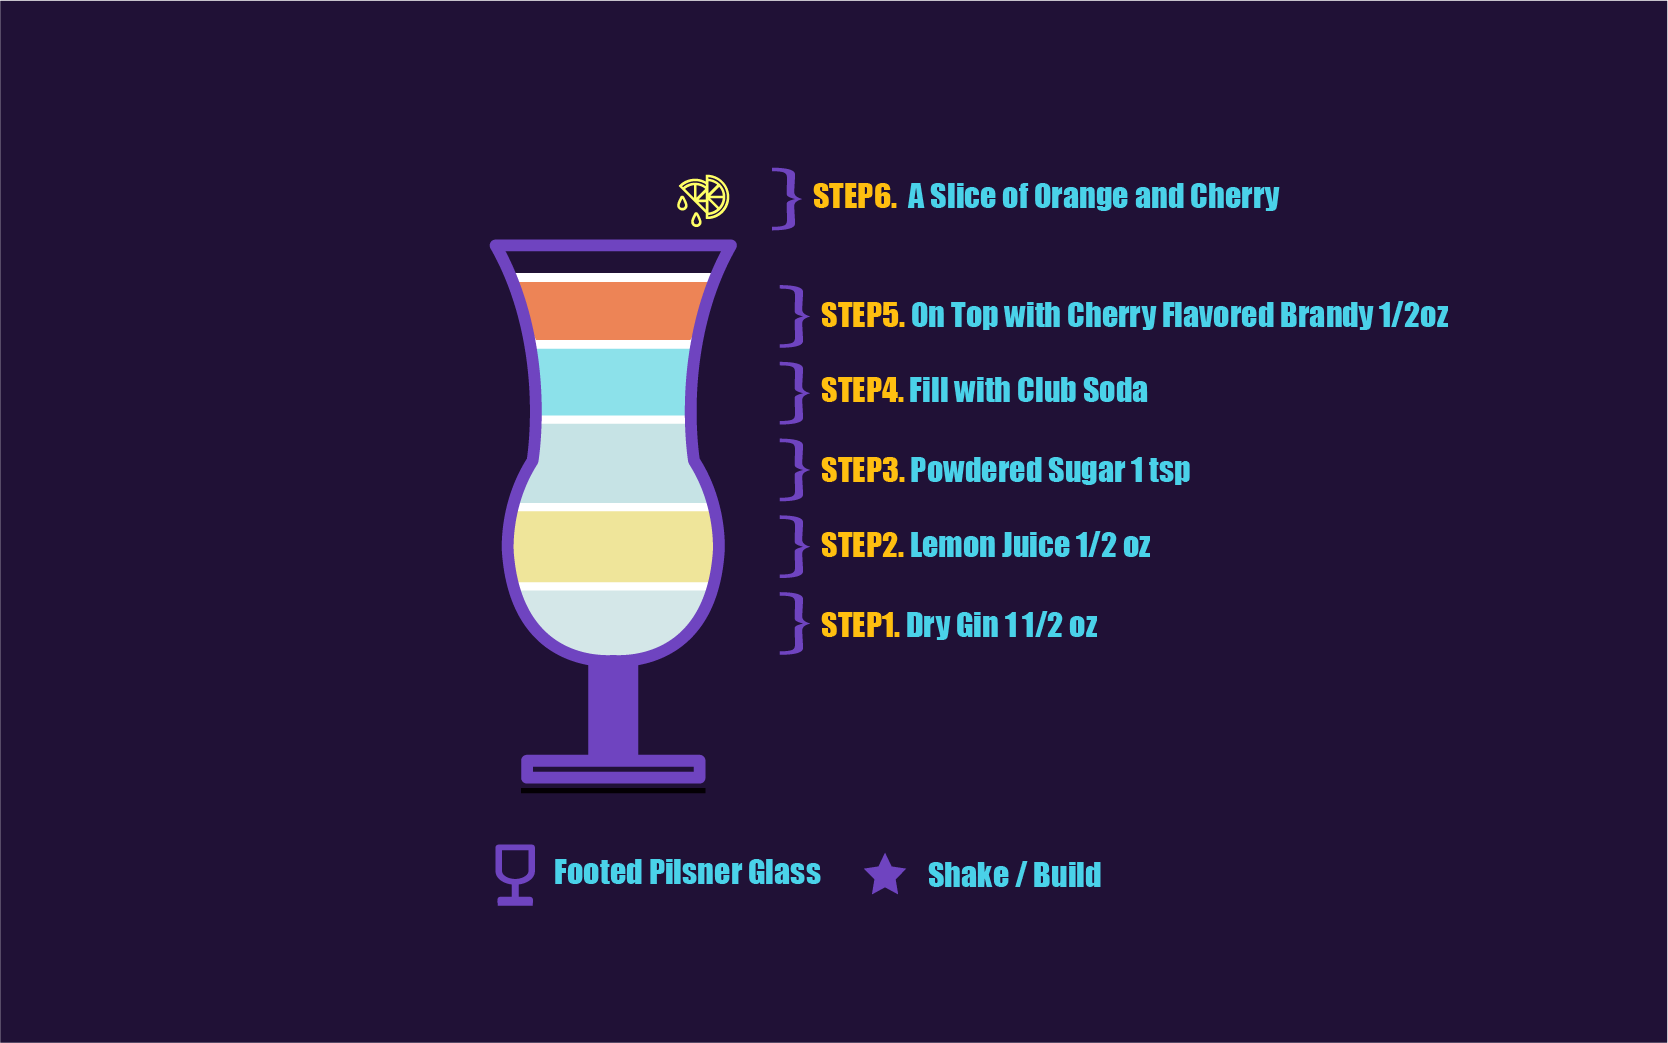 STEP6. A Slice of Orange and Cherry
STEP5. On Top with Cherry Flavored Brandy 1/2oz
STEP4. Fill with Club Soda
STEP3. Powdered Sugar 1 tsp
STEP2. Lemon Juice 1/2 oz
STEP1. Dry Gin 1 1/2 oz
Footed Pilsner Glass
Shake / Build